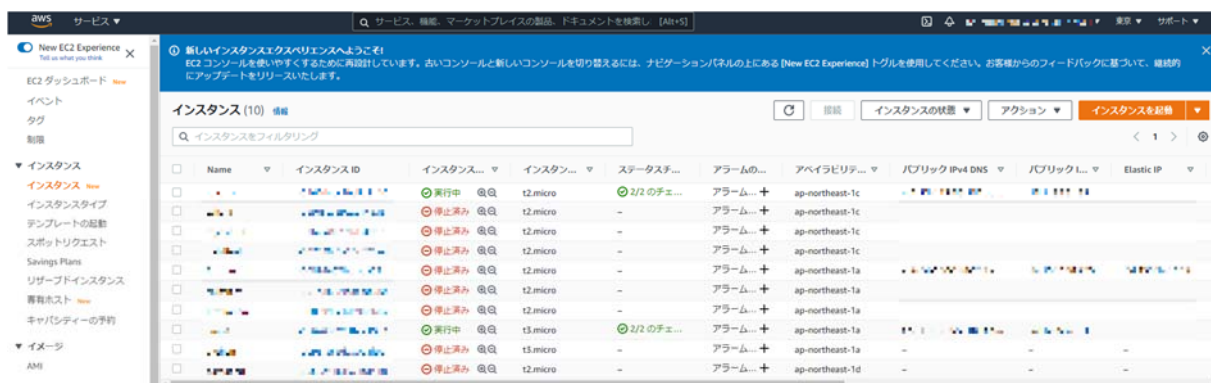 aws サービス ▼ サービス、機能、マーケットプレイスの製品、ドキュメントを検索し [Alt+S] 東京 ▼ サポート ▼
New EC2 Experience
Tell us what you think
新しいインスタンスエクスペリエンスへようこそ!
EC2 コンソールを使いやすくするために再設計しています。古いコンソールと新しいコンソールを切り替えるには、ナビゲーションパネルの上にある [New EC2 Experience] トグルを使用してください。お客様からのフィードバックに基づいて、継続的
にアップデートをリリースいたします。
EC2 ダッシュボード New
イベント
タグ
制限
▼ インスタンス
インスタンス New
インスタンスタイプ
テンプレートの起動
スポットリクエスト
Savings Plans
リザーブドインスタンス
専有ホスト New
キャパシティーの予約
▼ イメージ
AMI
インスタンス (10) 情報 接続 インスタンスの状態 ▼ アクション ▼ インスタンスを起動 ▼
インスタンスをフィルタリング < 1 >
Name インスタンス ID インスタンス... インスタン... ステータスチ... アラームの... アベイラビリテ... パブリック IPv4 DNS パブリック I... Elastic IP
実行中 t2.micro 2/2 のチェ... アラーム... + ap-northeast-1c
停止済み t2.micro – アラーム... + ap-northeast-1c
停止済み t2.micro – アラーム... + ap-northeast-1c
停止済み t2.micro – アラーム... + ap-northeast-1c
停止済み t2.micro – アラーム... + ap-northeast-1a
停止済み t2.micro – アラーム... + ap-northeast-1a
停止済み t2.micro – アラーム... + ap-northeast-1a
実行中 t3.micro 2/2 のチェ... アラーム... + ap-northeast-1a
停止済み t3.micro – アラーム... + ap-northeast-1a – – –
停止済み t2.micro – アラーム... + ap-northeast-1d – – –